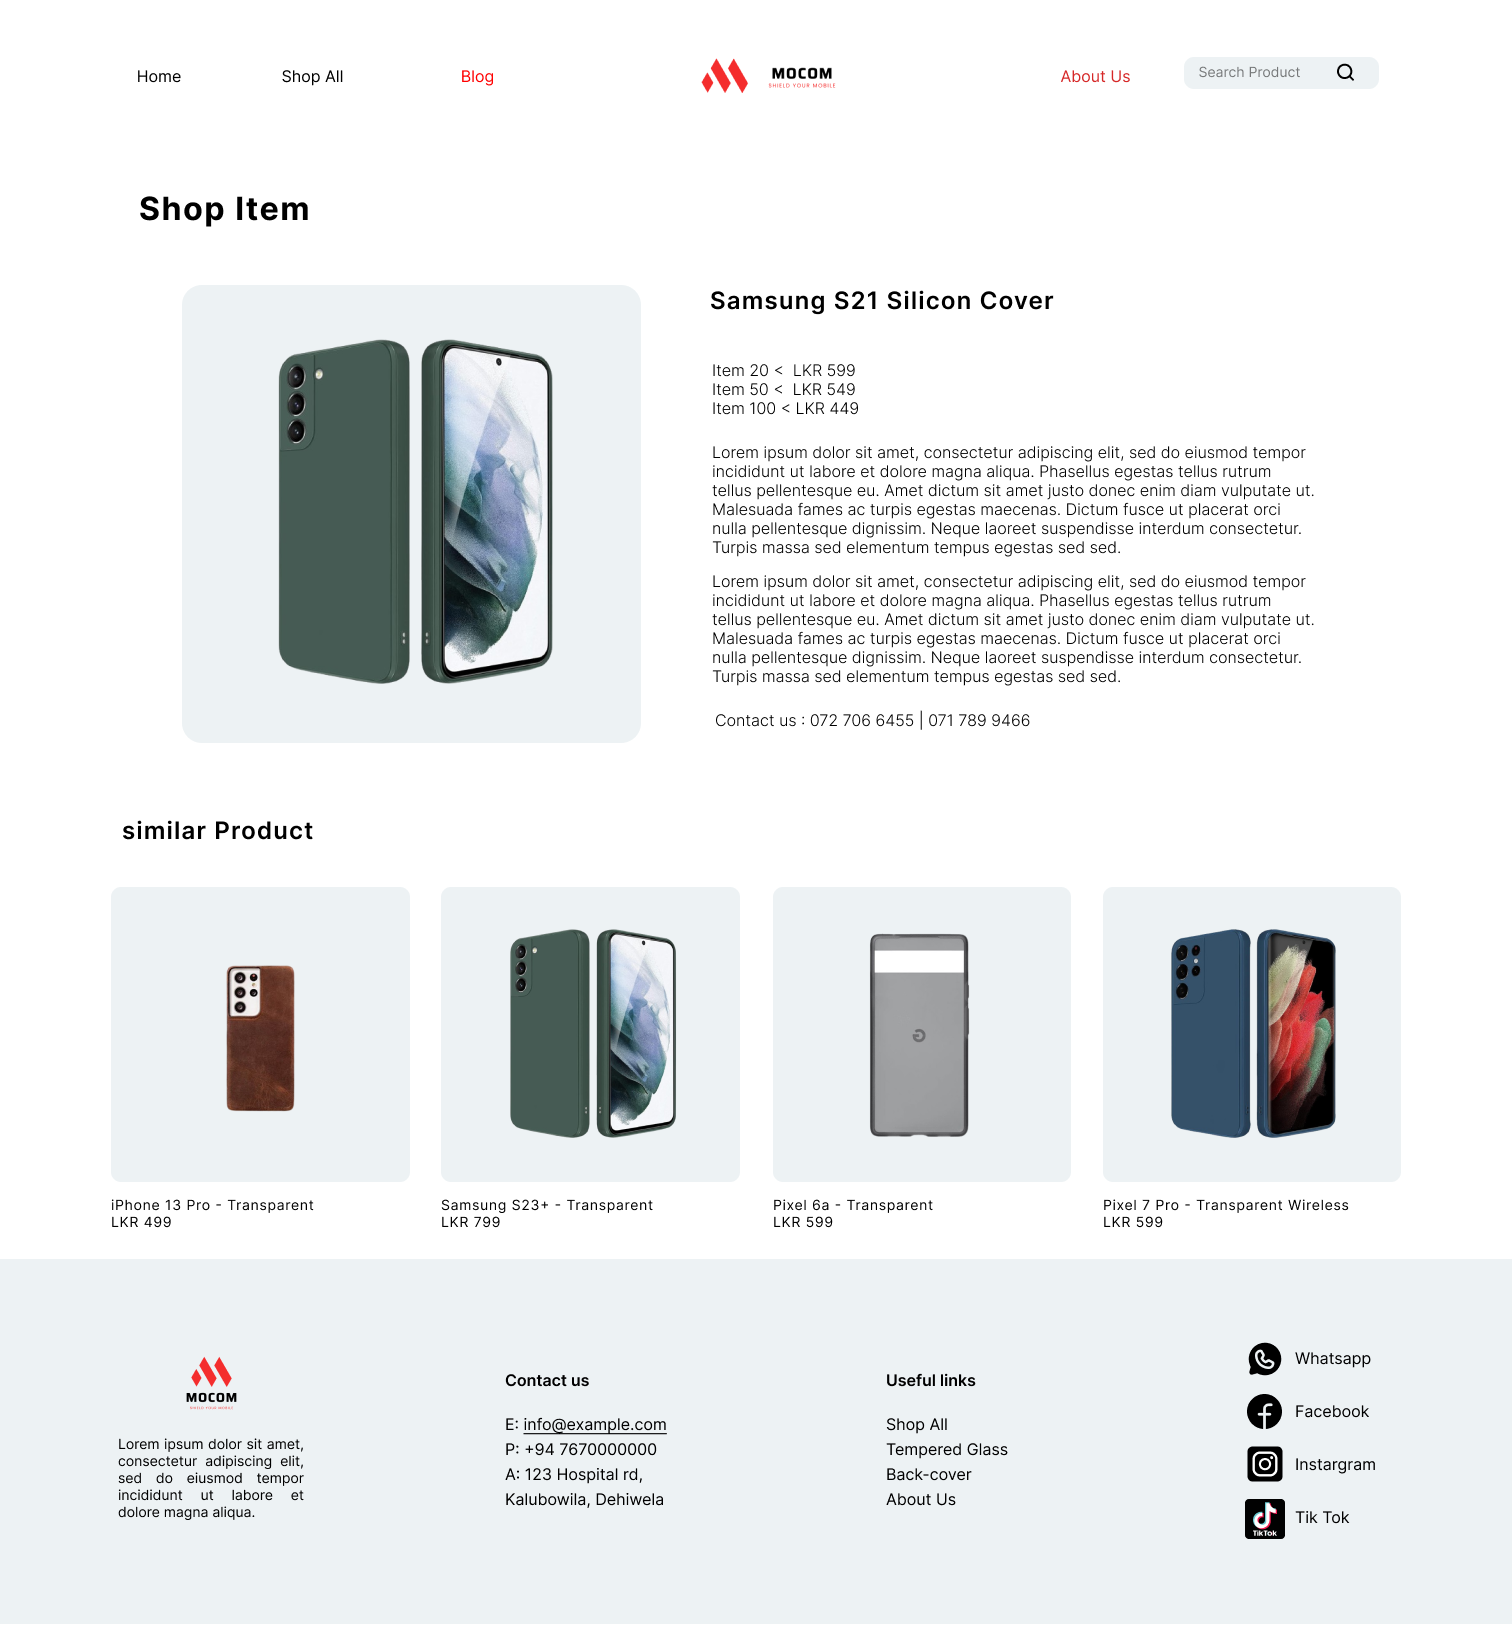 Home
Shop All
Blog
MOCOM
SHIELD YOUR MOBILE
About Us
Search Product
Shop Item
Samsung S21 Silicon Cover
Item 20 <  LKR 599
Item 50 <  LKR 549
Item 100 < LKR 449
Lorem ipsum dolor sit amet, consectetur adipiscing elit, sed do eiusmod tempor
incididunt ut labore et dolore magna aliqua. Phasellus egestas tellus rutrum
tellus pellentesque eu. Amet dictum sit amet justo donec enim diam vulputate ut.
Malesuada fames ac turpis egestas maecenas. Dictum fusce ut placerat orci
nulla pellentesque dignissim. Neque laoreet suspendisse interdum consectetur.
Turpis massa sed elementum tempus egestas sed sed.
Lorem ipsum dolor sit amet, consectetur adipiscing elit, sed do eiusmod tempor
incididunt ut labore et dolore magna aliqua. Phasellus egestas tellus rutrum
tellus pellentesque eu. Amet dictum sit amet justo donec enim diam vulputate ut.
Malesuada fames ac turpis egestas maecenas. Dictum fusce ut placerat orci
nulla pellentesque dignissim. Neque laoreet suspendisse interdum consectetur.
Turpis massa sed elementum tempus egestas sed sed.
Contact us : 072 706 6455 | 071 789 9466
similar Product
iPhone 13 Pro - Transparent
LKR 499
Samsung S23+ - Transparent
LKR 799
Pixel 6a - Transparent
LKR 599
Pixel 7 Pro - Transparent Wireless
LKR 599
MOCOM
SHIELD YOUR MOBILE
Lorem ipsum dolor sit amet,
consectetur adipiscing elit,
sed do eiusmod tempor
incididunt ut labore et
dolore magna aliqua.
Contact us
E: info@example.com
P: +94 7670000000
A: 123 Hospital rd,
Kalubowila, Dehiwela
Useful links
Shop All
Tempered Glass
Back-cover
About Us
Whatsapp
Facebook
Instargram
TikTok
Tik Tok